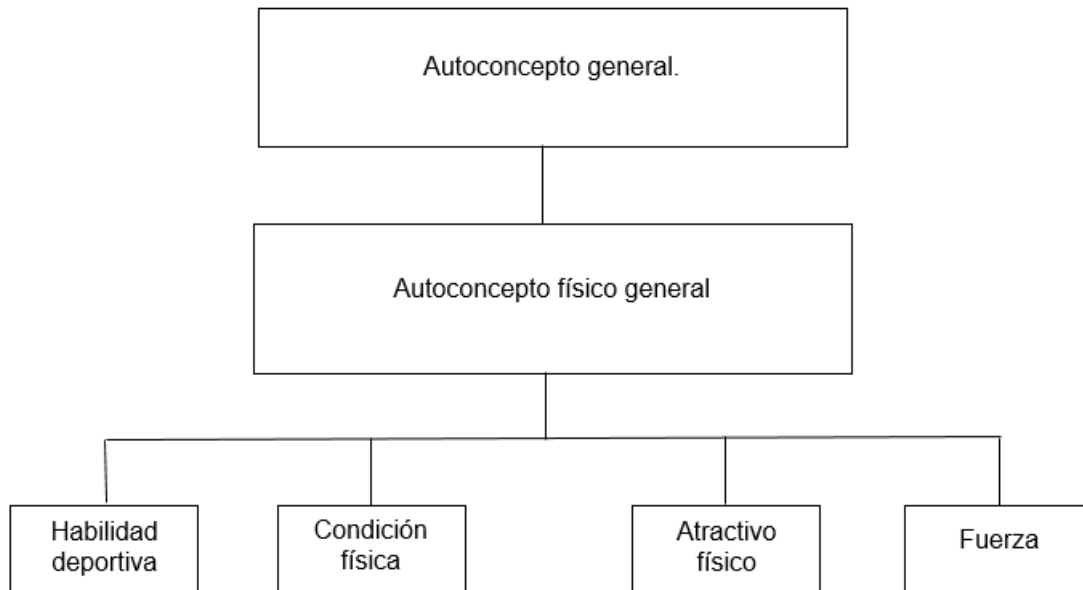 Autoconcepto general.
Autoconcepto físico general
Habilidad
deportiva
Condición
física
Atractivo
físico
Fuerza